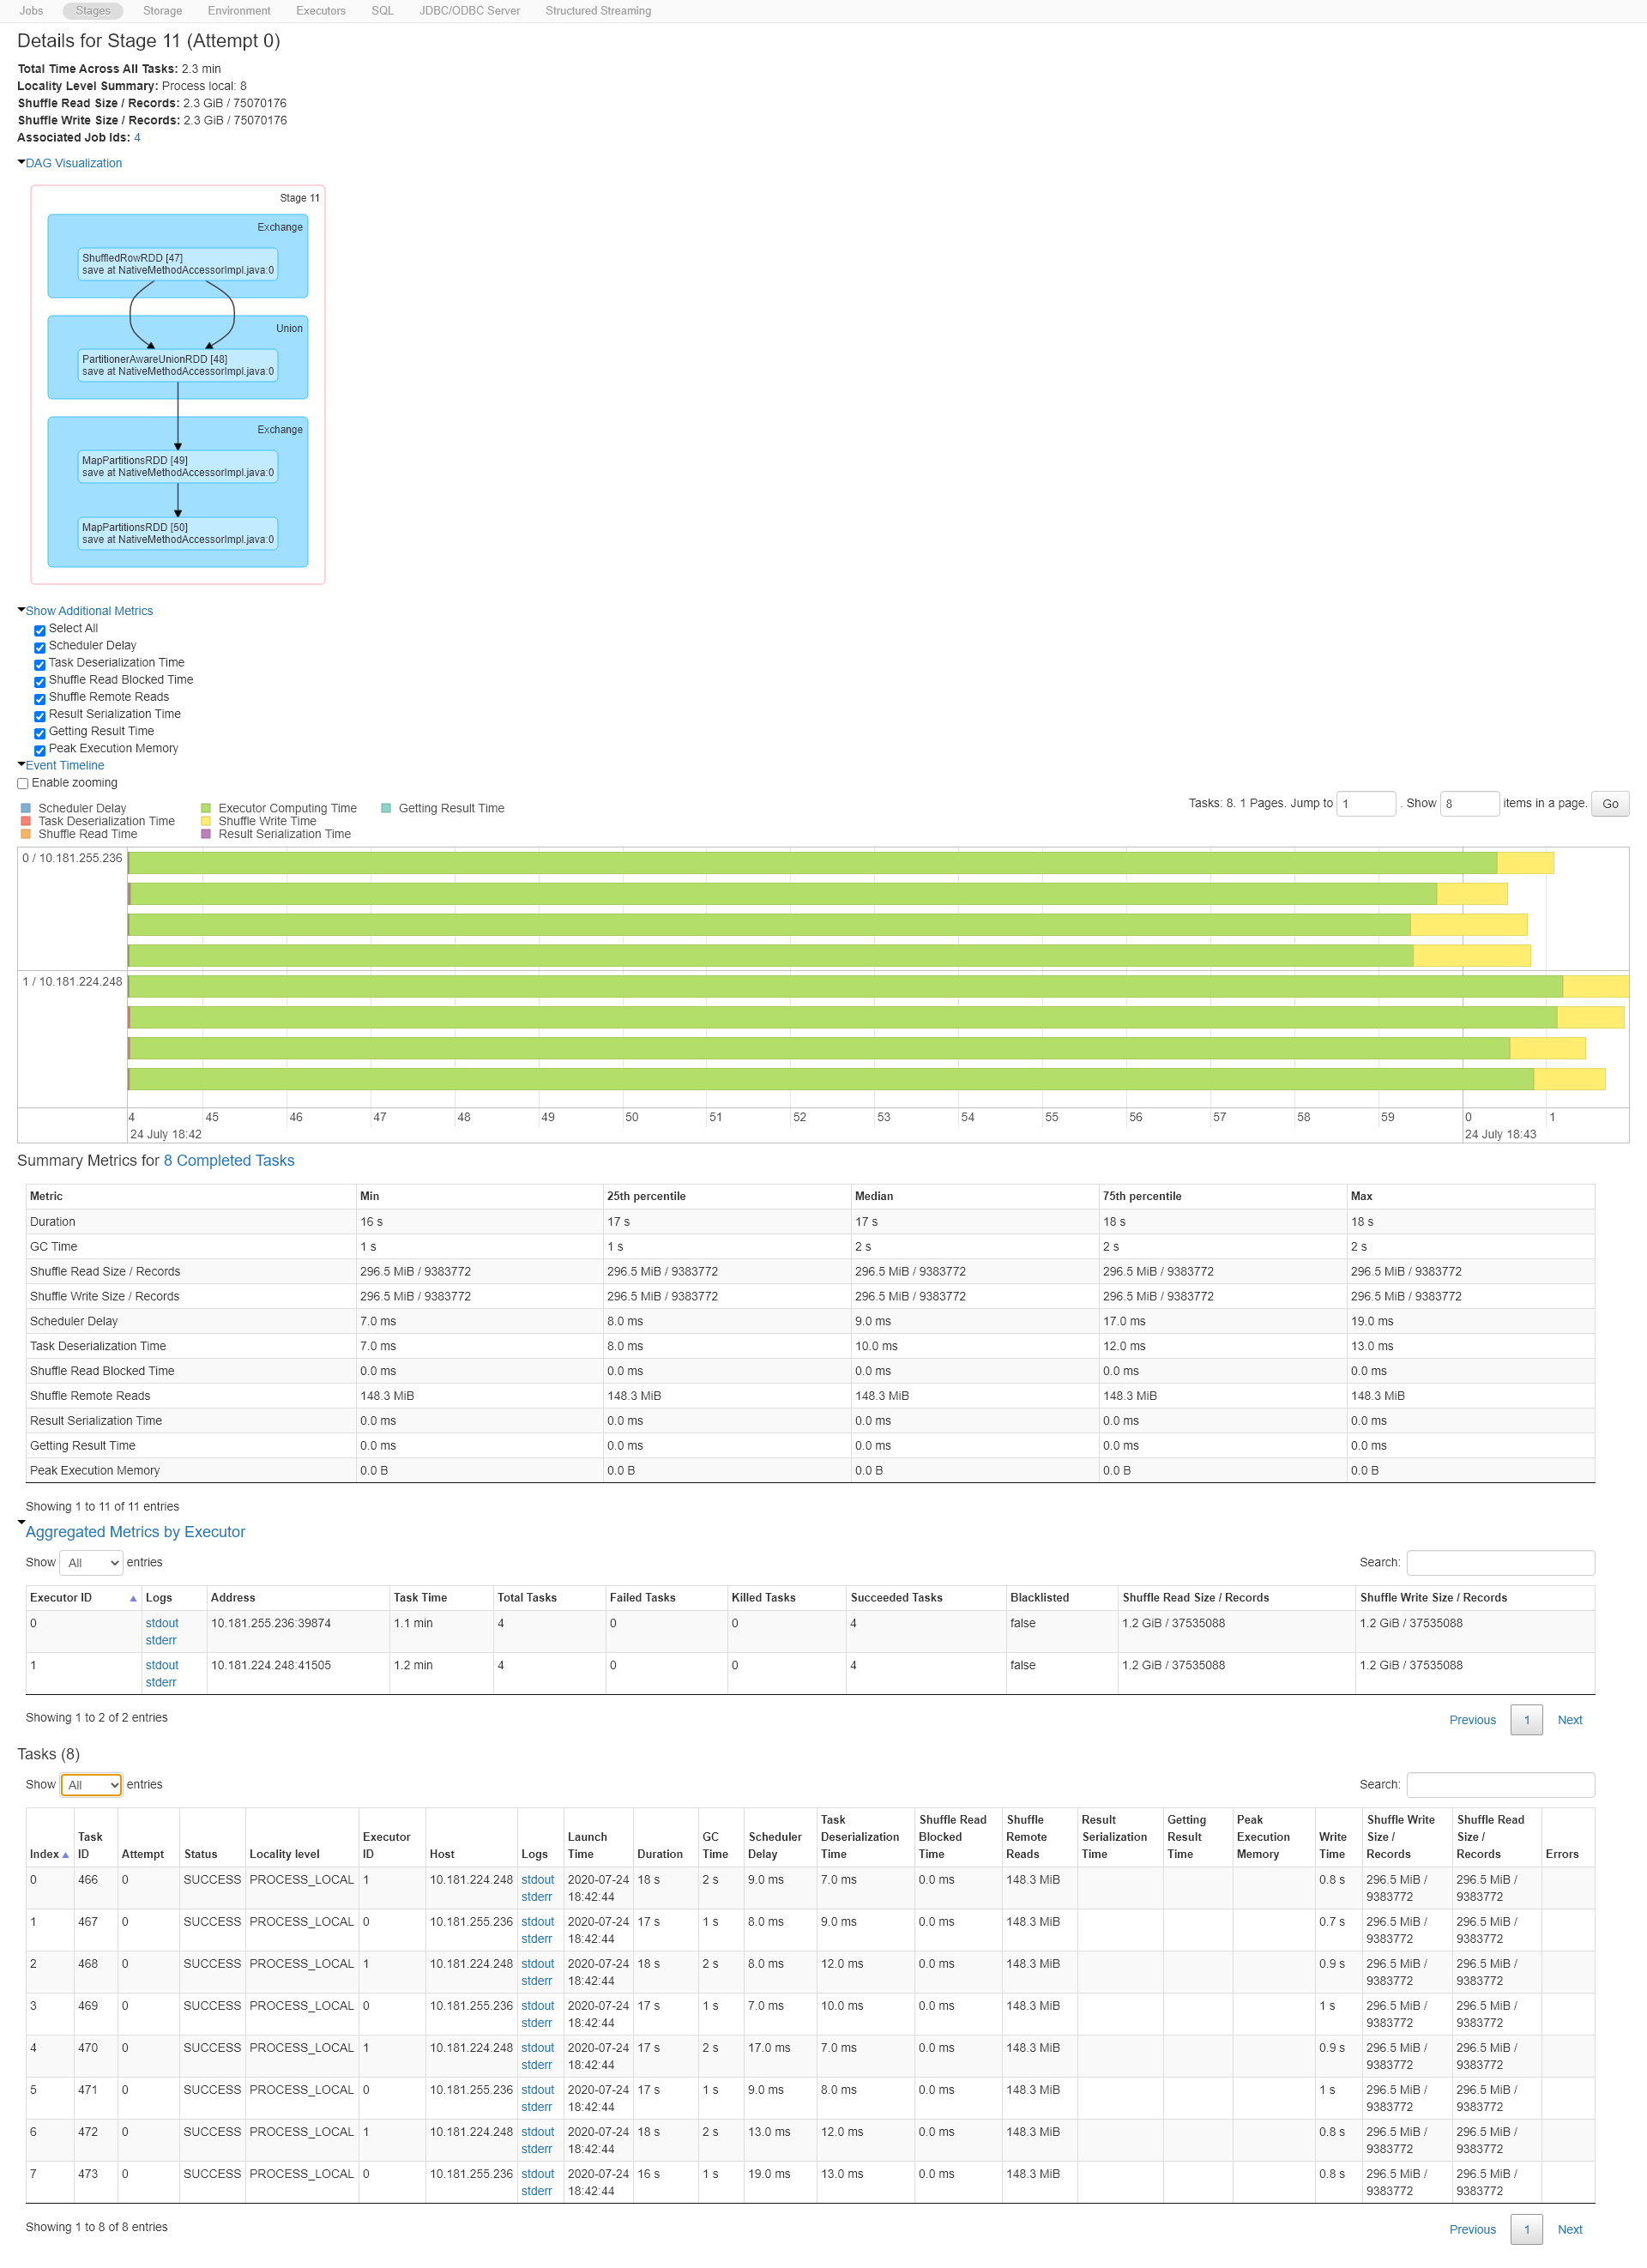 Jobs Stages Storage Environment Executors SQL JDBC/ODBC Server Structured Streaming
Details for Stage 11 (Attempt 0)
Total Time Across All Tasks: 2.3 min
Locality Level Summary: Process local: 8
Shuffle Read Size / Records: 2.3 GiB / 75070176
Shuffle Write Size / Records: 2.3 GiB / 75070176
Associated Job Ids: 4
DAG Visualization
Stage 11
Exchange
ShuffledRowRDD [47]
save at NativeMethodAccessorImpl.java:0
Union
PartitionerAwareUnionRDD [48]
save at NativeMethodAccessorImpl.java:0
Exchange
MapPartitionsRDD [49]
save at NativeMethodAccessorImpl.java:0
MapPartitionsRDD [50]
save at NativeMethodAccessorImpl.java:0
Show Additional Metrics
Select All
Scheduler Delay
Task Deserialization Time
Shuffle Read Blocked Time
Shuffle Remote Reads
Result Serialization Time
Getting Result Time
Peak Execution Memory
Event Timeline
Enable zooming
Tasks: 8. 1 Pages. Jump to 1 . Show 8 items in a page. Go
Scheduler Delay Executor Computing Time Getting Result Time
Task Deserialization Time Shuffle Write Time
Shuffle Read Time Result Serialization Time
0 / 10.181.255.236
1 / 10.181.224.248
4 45 46 47 48 49 50 51 52 53 54 55 56 57 58 59 0 1
24 July 18:42 24 July 18:43
Summary Metrics for 8 Completed Tasks
Metric Min 25th percentile Median 75th percentile Max
Duration 16 s 17 s 17 s 18 s 18 s
GC Time 1 s 1 s 2 s 2 s 2 s
Shuffle Read Size / Records 296.5 MiB / 9383772 296.5 MiB / 9383772 296.5 MiB / 9383772 296.5 MiB / 9383772 296.5 MiB / 9383772
Shuffle Write Size / Records 296.5 MiB / 9383772 296.5 MiB / 9383772 296.5 MiB / 9383772 296.5 MiB / 9383772 296.5 MiB / 9383772
Scheduler Delay 7.0 ms 8.0 ms 9.0 ms 17.0 ms 19.0 ms
Task Deserialization Time 7.0 ms 8.0 ms 10.0 ms 12.0 ms 13.0 ms
Shuffle Read Blocked Time 0.0 ms 0.0 ms 0.0 ms 0.0 ms 0.0 ms
Shuffle Remote Reads 148.3 MiB 148.3 MiB 148.3 MiB 148.3 MiB 148.3 MiB
Result Serialization Time 0.0 ms 0.0 ms 0.0 ms 0.0 ms 0.0 ms
Getting Result Time 0.0 ms 0.0 ms 0.0 ms 0.0 ms 0.0 ms
Peak Execution Memory 0.0 B 0.0 B 0.0 B 0.0 B 0.0 B
Showing 1 to 11 of 11 entries
Aggregated Metrics by Executor
Show All entries Search:
Executor ID Logs Address Task Time Total Tasks Failed Tasks Killed Tasks Succeeded Tasks Blacklisted Shuffle Read Size / Records Shuffle Write Size / Records
0 stdout 10.181.255.236:39874 1.1 min 4 0 0 4 false 1.2 GiB / 37535088 1.2 GiB / 37535088
stderr
1 stdout 10.181.224.248:41505 1.2 min 4 0 0 4 false 1.2 GiB / 37535088 1.2 GiB / 37535088
stderr
Showing 1 to 2 of 2 entries Previous 1 Next
Tasks (8)
Show All entries Search:
Task Shuffle Read Shuffle Result Getting Peak Shuffle Write Shuffle Read
Task Executor Launch GC Scheduler Deserialization Blocked Remote Serialization Result Execution Write Size / Size /
Index ID Attempt Status Locality level ID Host Logs Time Duration Time Delay Time Time Reads Time Time Memory Time Records Records Errors
0 466 0 SUCCESS PROCESS_LOCAL 1 10.181.224.248 stdout 2020-07-24 18 s 2 s 9.0 ms 7.0 ms 0.0 ms 148.3 MiB 0.8 s 296.5 MiB / 296.5 MiB /
stderr 18:42:44 9383772 9383772
1 467 0 SUCCESS PROCESS_LOCAL 0 10.181.255.236 stdout 2020-07-24 17 s 1 s 8.0 ms 9.0 ms 0.0 ms 148.3 MiB 0.7 s 296.5 MiB / 296.5 MiB /
stderr 18:42:44 9383772 9383772
2 468 0 SUCCESS PROCESS_LOCAL 1 10.181.224.248 stdout 2020-07-24 18 s 2 s 8.0 ms 12.0 ms 0.0 ms 148.3 MiB 0.9 s 296.5 MiB / 296.5 MiB /
stderr 18:42:44 9383772 9383772
3 469 0 SUCCESS PROCESS_LOCAL 0 10.181.255.236 stdout 2020-07-24 17 s 1 s 7.0 ms 10.0 ms 0.0 ms 148.3 MiB 1 s 296.5 MiB / 296.5 MiB /
stderr 18:42:44 9383772 9383772
4 470 0 SUCCESS PROCESS_LOCAL 1 10.181.224.248 stdout 2020-07-24 17 s 2 s 17.0 ms 7.0 ms 0.0 ms 148.3 MiB 0.9 s 296.5 MiB / 296.5 MiB /
stderr 18:42:44 9383772 9383772
5 471 0 SUCCESS PROCESS_LOCAL 0 10.181.255.236 stdout 2020-07-24 17 s 1 s 9.0 ms 8.0 ms 0.0 ms 148.3 MiB 1 s 296.5 MiB / 296.5 MiB /
stderr 18:42:44 9383772 9383772
6 472 0 SUCCESS PROCESS_LOCAL 1 10.181.224.248 stdout 2020-07-24 18 s 2 s 13.0 ms 12.0 ms 0.0 ms 148.3 MiB 0.8 s 296.5 MiB / 296.5 MiB /
stderr 18:42:44 9383772 9383772
7 473 0 SUCCESS PROCESS_LOCAL 0 10.181.255.236 stdout 2020-07-24 16 s 1 s 19.0 ms 13.0 ms 0.0 ms 148.3 MiB 0.8 s 296.5 MiB / 296.5 MiB /
stderr 18:42:44 9383772 9383772
Showing 1 to 8 of 8 entries Previous 1 Next